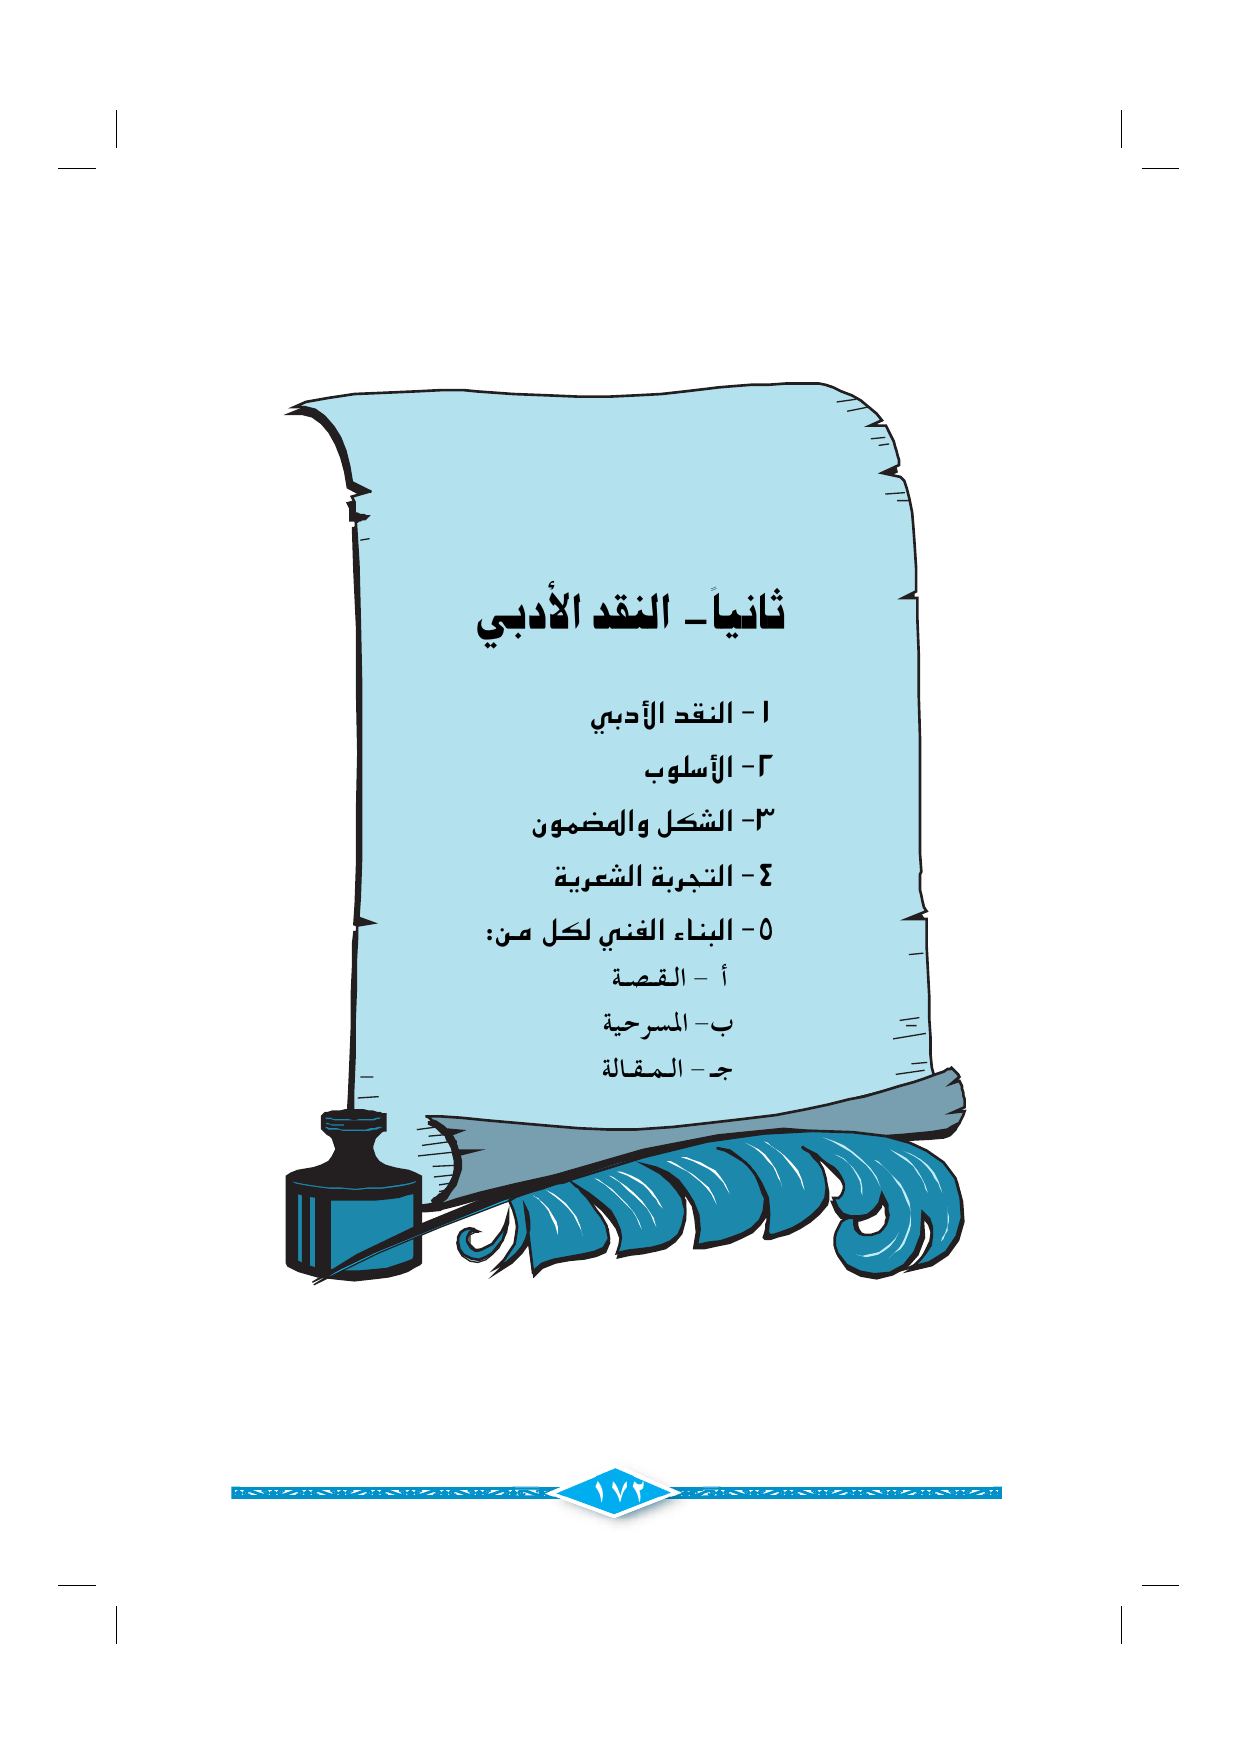 ثانياً- النقد الأدبي
١- النقد الأدبي
٢- الأسلوب
٣- الشكل والمضمون
٤- التجربة الشعرية
٥- البناء الفني لكل من:
أ - القصة
ب- المسرحية
جـ - المقالة
١٧٢